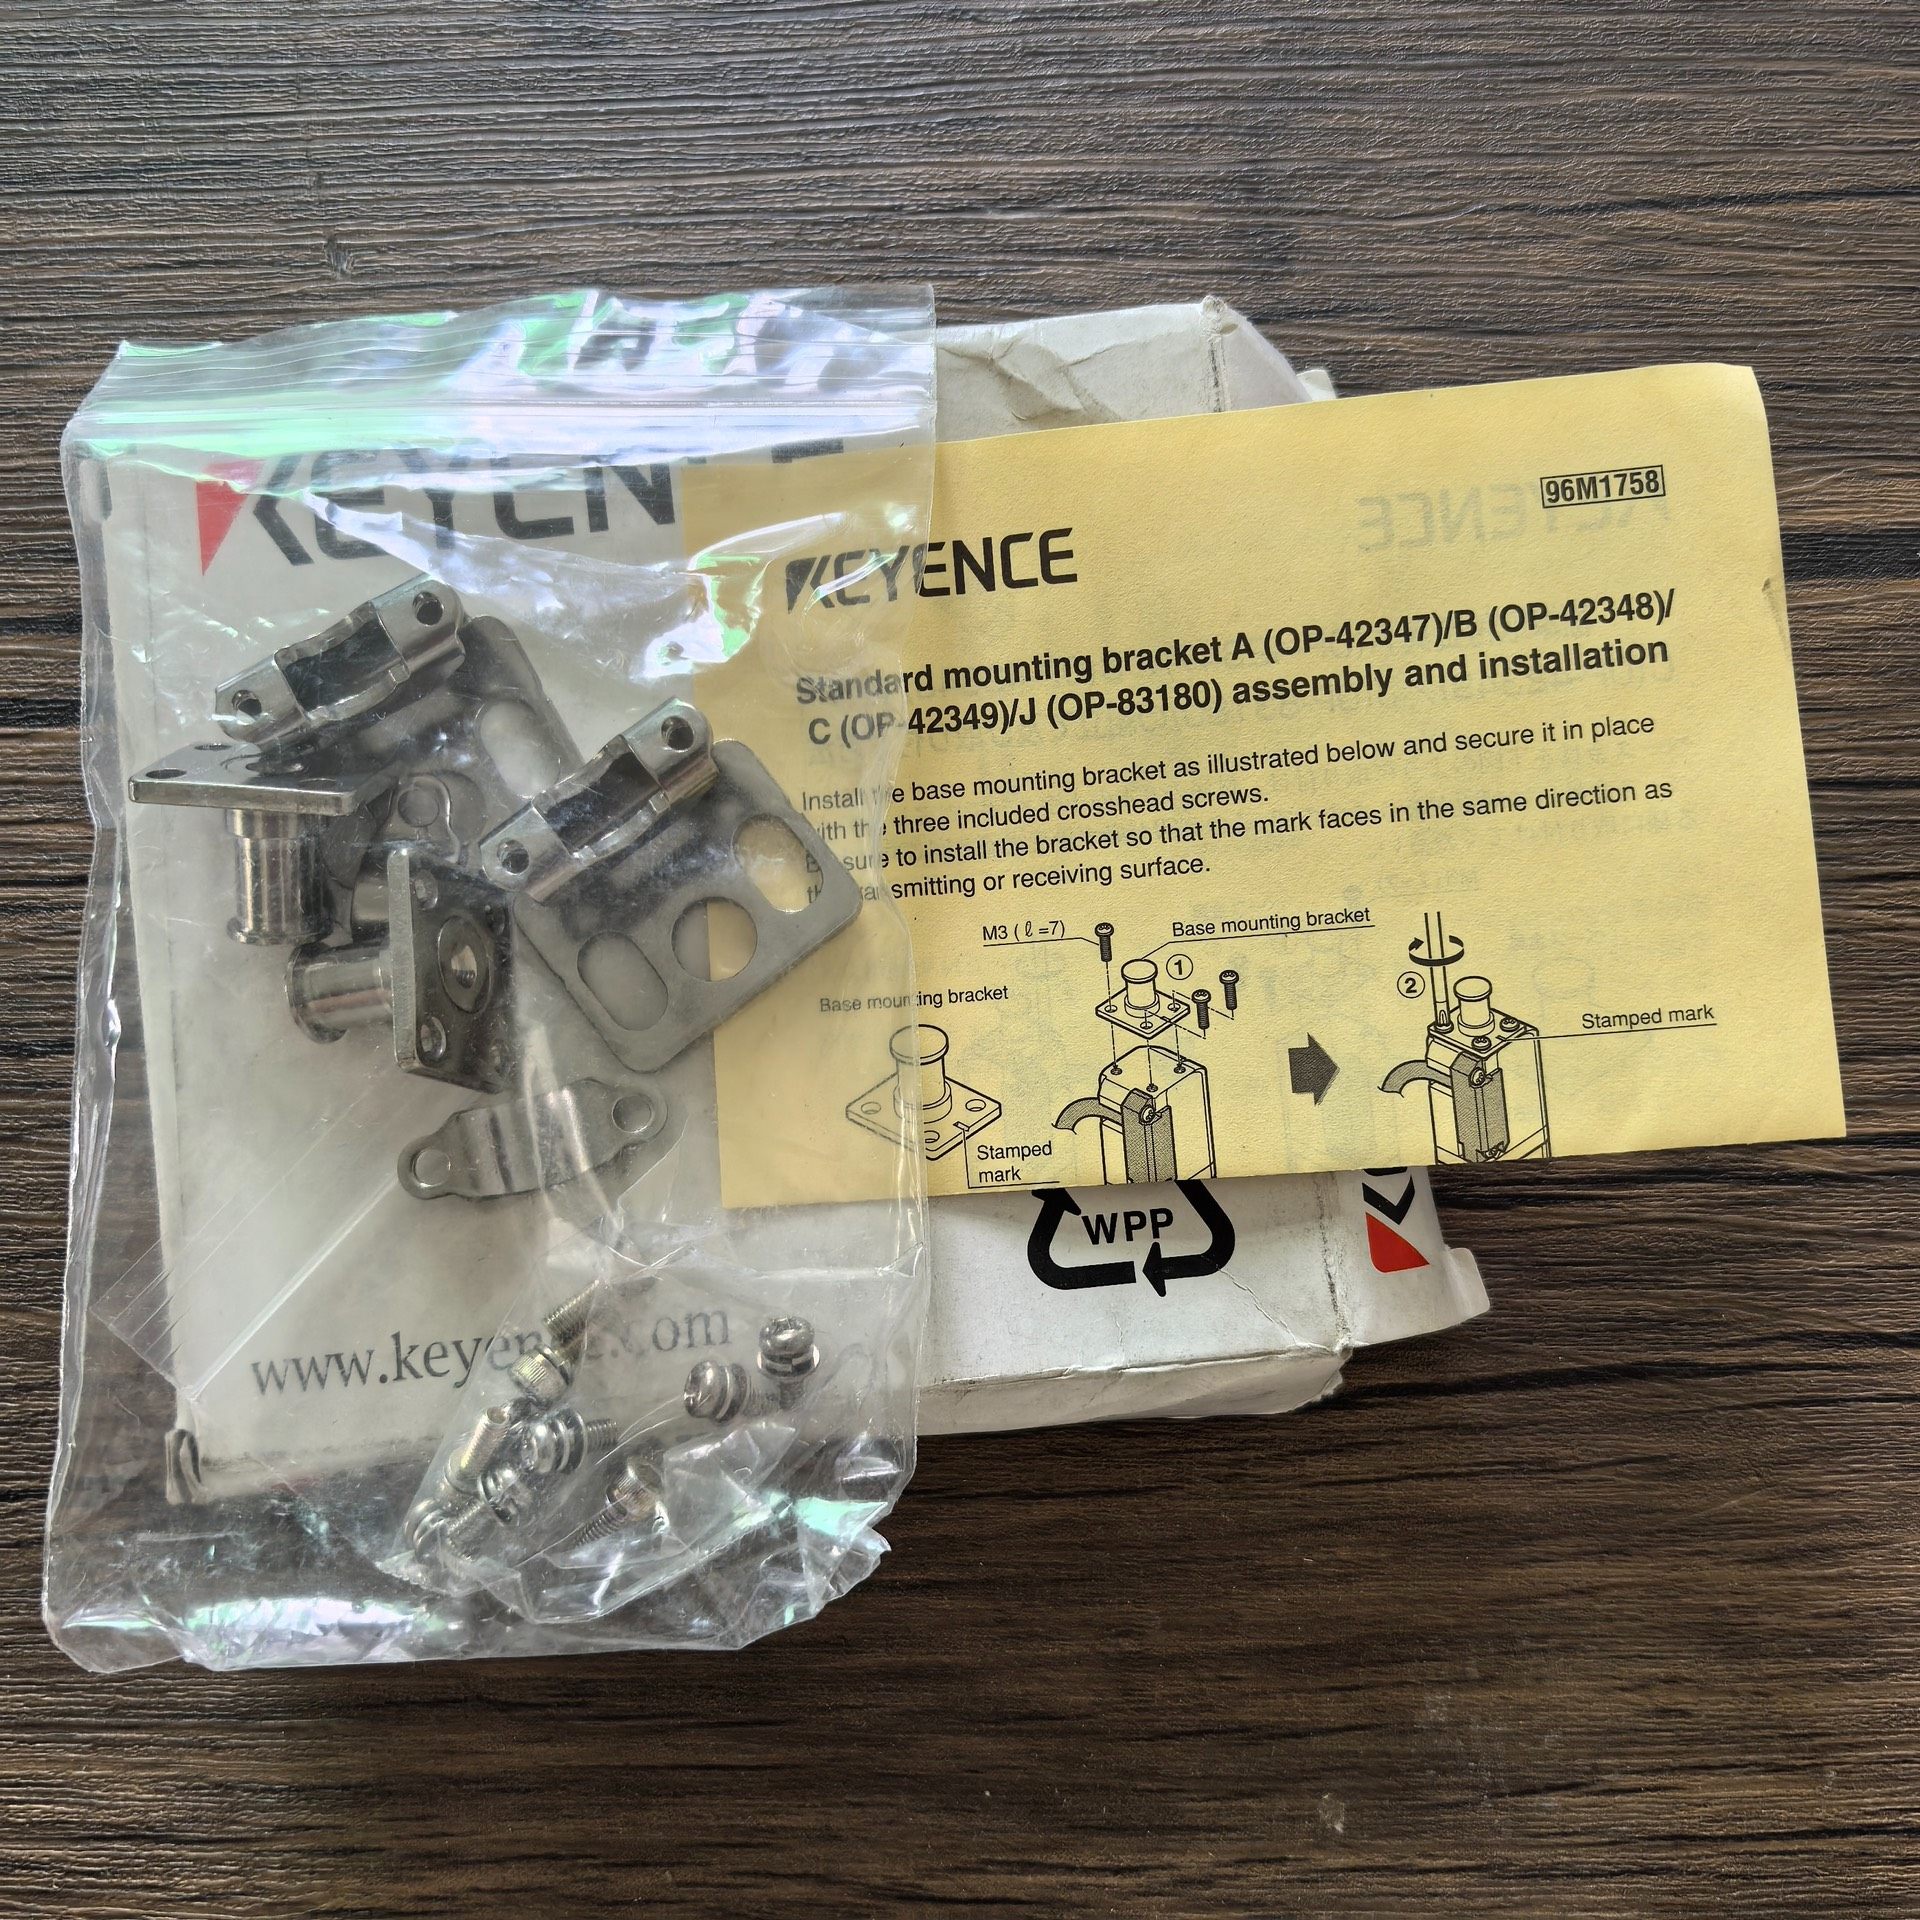 KEYENCE
96M1758
KEYENCE
Standard mounting bracket A (OP-42347)/B (OP-42348)/
C (OP-42349)/J (OP-83180) assembly and installation
Install the base mounting bracket as illustrated below and secure it in place
with the three included crosshead screws.
Be sure to install the bracket so that the mark faces in the same direction as
the transmitting or receiving surface.
M3 ( ℓ =7)
Base mounting bracket
①
②
Base mounting bracket
Stamped mark
Stamped
mark
WPP
www.keyence.com